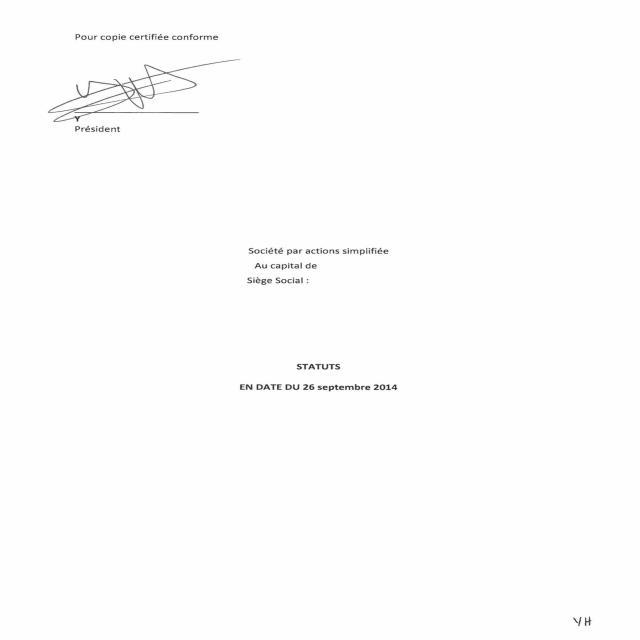 Pour copie certifiée conforme
Y
Président
Société par actions simplifiée
Au capital de
Siège Social :
STATUTS
EN DATE DU 26 septembre 2014
YH